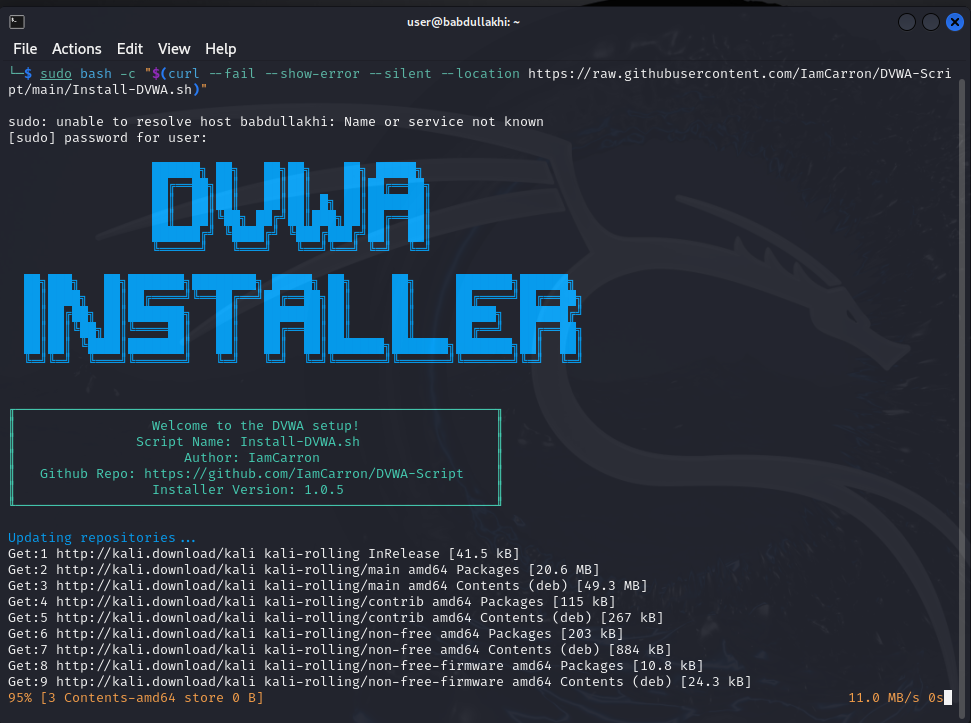 user@babdullakhi: ~
File Actions Edit View Help
└─$ sudo bash -c "$(curl --fail --show-error --silent --location https://raw.githubusercontent.com/IamCarron/DVWA-Scri
pt/main/Install-DVWA.sh)"
sudo: unable to resolve host babdullakhi: Name or service not known
[sudo] password for user:
DVWA
INSTALLER
Welcome to the DVWA setup!
Script Name: Install-DVWA.sh
Author: IamCarron
Github Repo: https://github.com/IamCarron/DVWA-Script
Installer Version: 1.0.5
Updating repositories...
Get:1 http://kali.download/kali kali-rolling InRelease [41.5 kB]
Get:2 http://kali.download/kali kali-rolling/main amd64 Packages [20.6 MB]
Get:3 http://kali.download/kali kali-rolling/main amd64 Contents (deb) [49.3 MB]
Get:4 http://kali.download/kali kali-rolling/contrib amd64 Packages [115 kB]
Get:5 http://kali.download/kali kali-rolling/contrib amd64 Contents (deb) [267 kB]
Get:6 http://kali.download/kali kali-rolling/non-free amd64 Packages [203 kB]
Get:7 http://kali.download/kali kali-rolling/non-free amd64 Contents (deb) [884 kB]
Get:8 http://kali.download/kali kali-rolling/non-free-firmware amd64 Packages [10.8 kB]
Get:9 http://kali.download/kali kali-rolling/non-free-firmware amd64 Contents (deb) [24.3 kB]
95% [3 Contents-amd64 store 0 B] 11.0 MB/s 0s